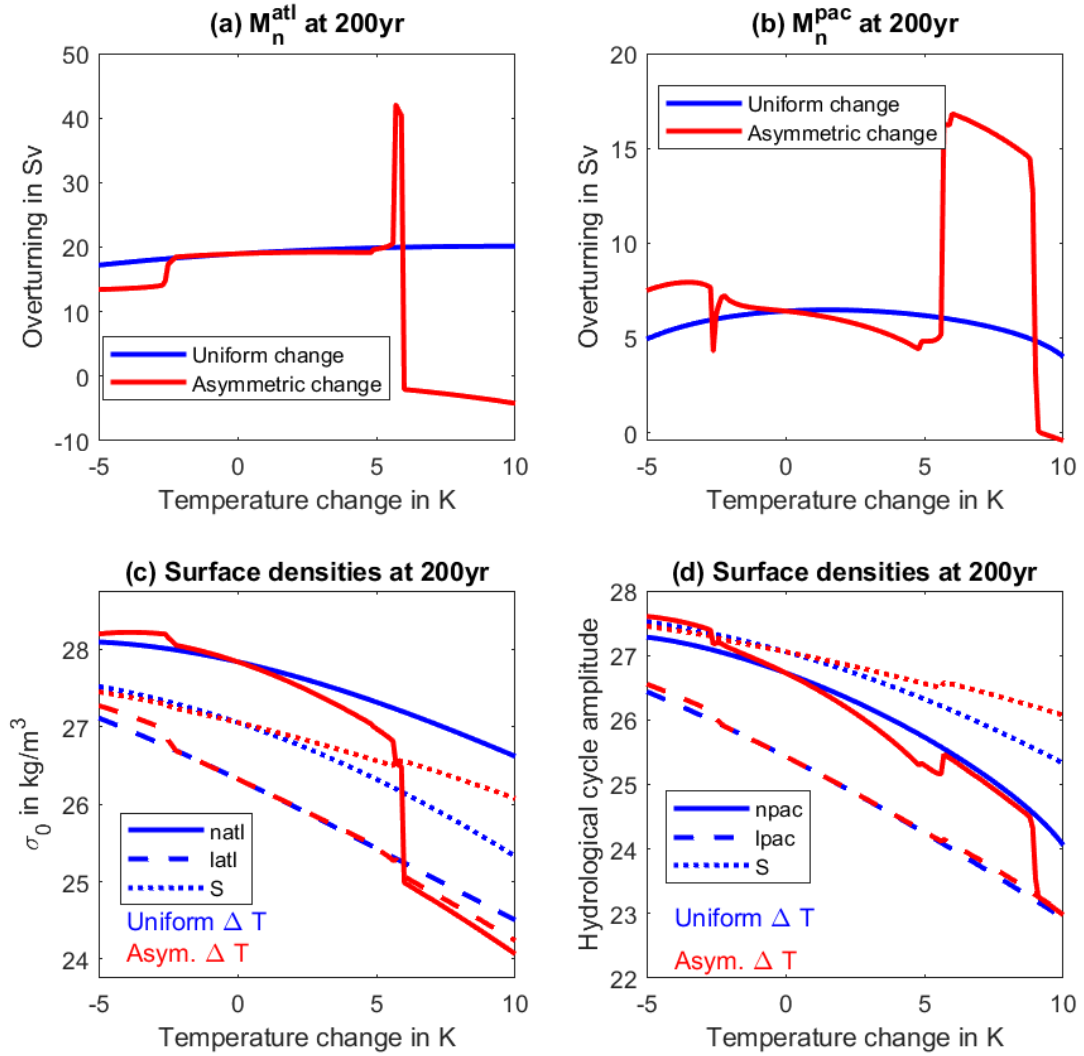 (a) M_n^atl at 200yr
Overturning in Sv
50
40
30
20
10
0
-10
Uniform change
Asymmetric change
-5 0 5 10
Temperature change in K
(b) M_n^pac at 200yr
Overturning in Sv
20
15
10
5
0
Uniform change
Asymmetric change
-5 0 5 10
Temperature change in K
(c) Surface densities at 200yr
σ_0 in kg/m^3
28
27
26
25
24
natl
latl
S
Uniform Δ T
Asym. Δ T
-5 0 5 10
Temperature change in K
(d) Surface densities at 200yr
Hydrological cycle amplitude
28
27
26
25
24
23
22
npac
lpac
S
Uniform Δ T
Asym. Δ T
-5 0 5 10
Temperature change in K